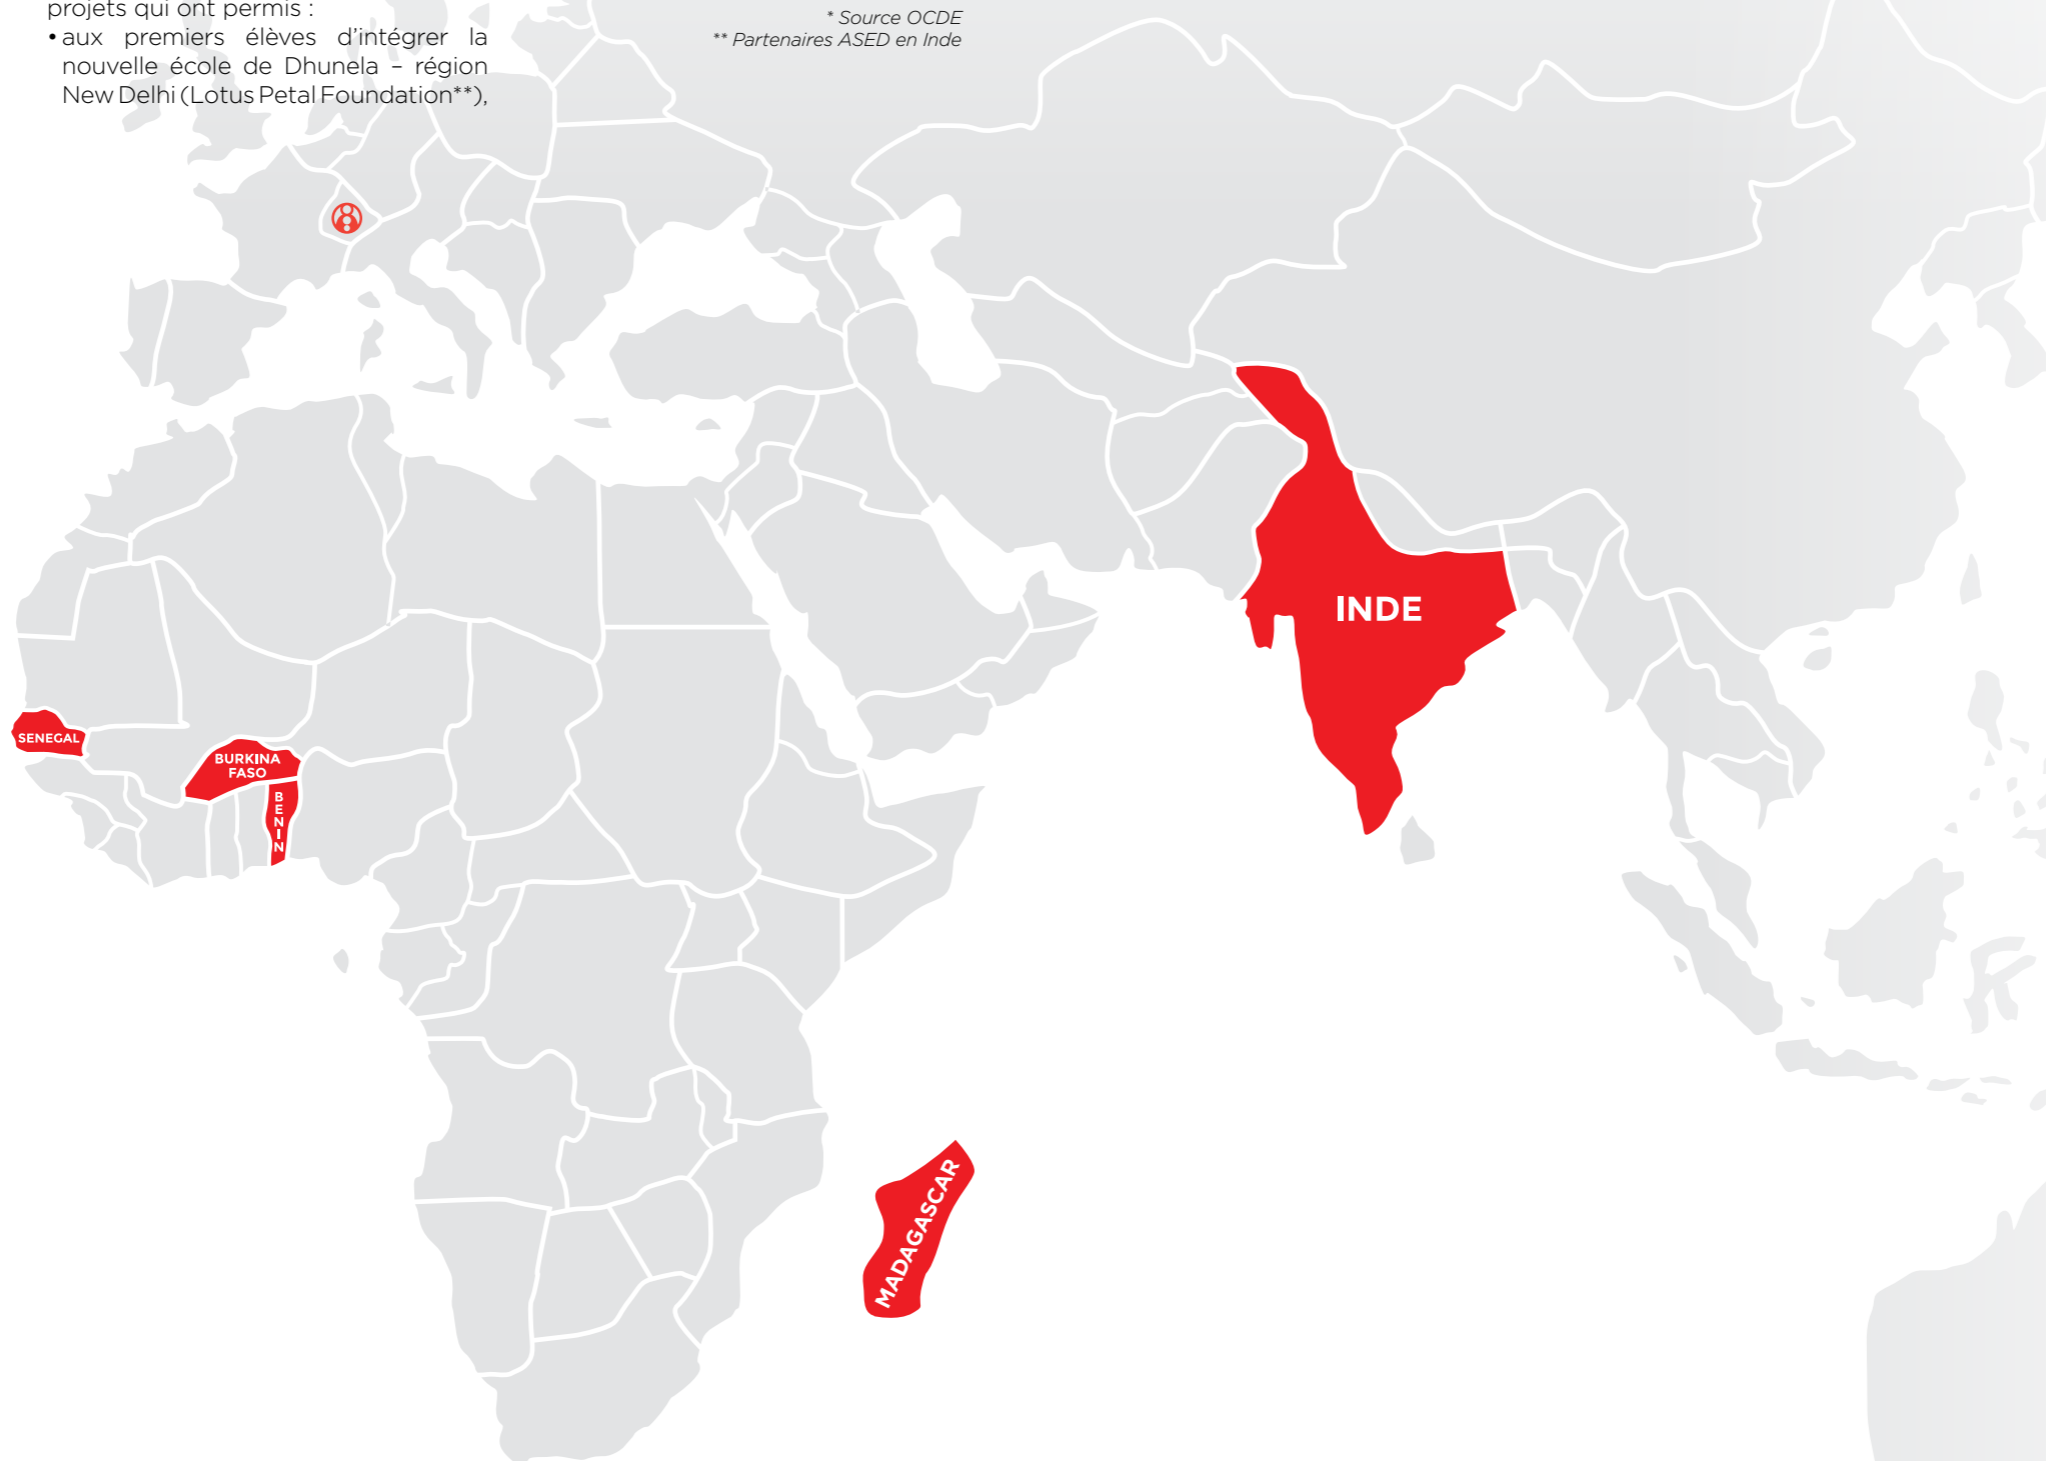 projets qui ont permis :
• aux premiers élèves d’intégrer la
nouvelle école de Dhunela – région
New Delhi (Lotus Petal Foundation**),
* Source OCDE
** Partenaires ASED en Inde
INDE
SENEGAL
BURKINA
FASO
BENIN
MADAGASCAR